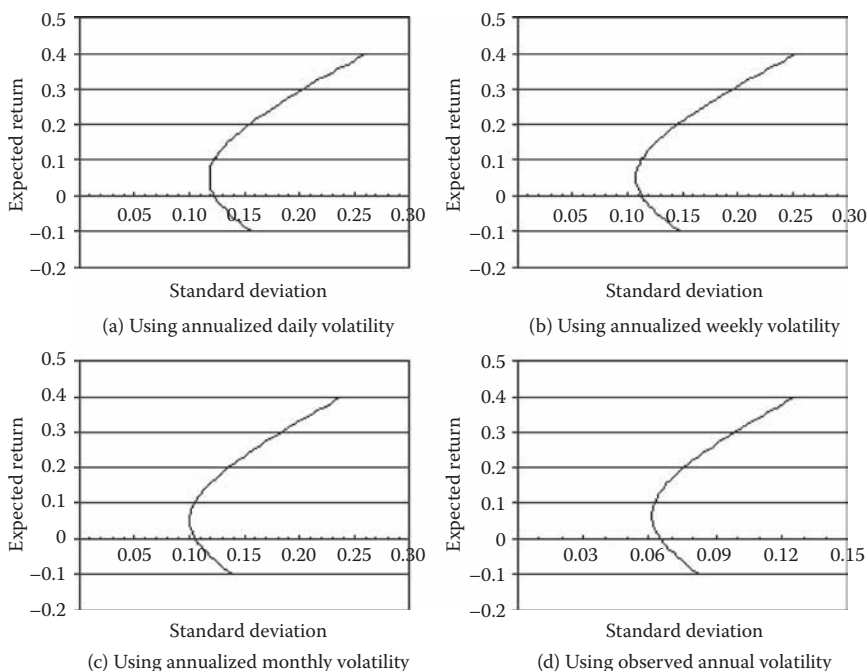 0.5
0.4
0.3
0.2
0.1
0
−0.1
−0.2
Expected return
0.05 0.10 0.15 0.20 0.25 0.30
Standard deviation
(a) Using annualized daily volatility
0.5
0.4
0.3
0.2
0.1
0
−0.1
−0.2
Expected return
0.05 0.10 0.15 0.20 0.25 0.30
Standard deviation
(b) Using annualized weekly volatility
0.5
0.4
0.3
0.2
0.1
0
−0.1
−0.2
Expected return
0.05 0.10 0.15 0.20 0.25 0.30
Standard deviation
(c) Using annualized monthly volatility
0.5
0.4
0.3
0.2
0.1
0
−0.1
−0.2
Expected return
0.03 0.06 0.09 0.12 0.15
Standard deviation
(d) Using observed annual volatility